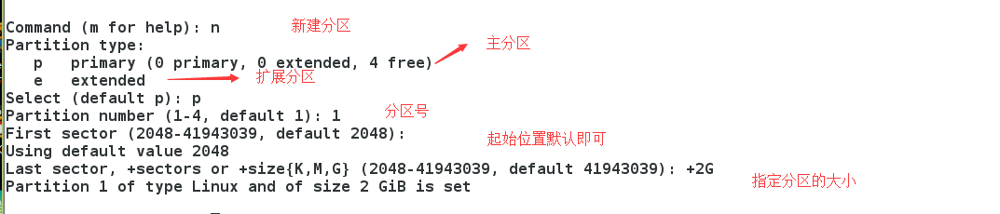 Command (m for help): n 新建分区
Partition type: 主分区
p primary (0 primary, 0 extended, 4 free)
e extended 扩展分区
Select (default p): p
Partition number (1-4, default 1): 1 分区号
First sector (2048-41943039, default 2048): 起始位置默认即可
Using default value 2048
Last sector, +sectors or +size{K,M,G} (2048-41943039, default 41943039): +2G 指定分区的大小
Partition 1 of type Linux and of size 2 GiB is set